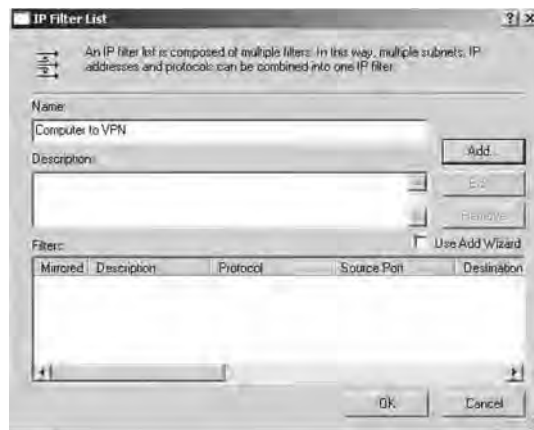 IP Filter List
An IP filter list is composed of multiple filters. In this way, multiple subnets, IP
addresses and protocols can be combined into one IP filter.
Name:
Computer to VPN
Add...
Description:
Edit...
Remove
Filters:
Use Add Wizard
Mirrored Description Protocol Source Port Destination
OK Cancel